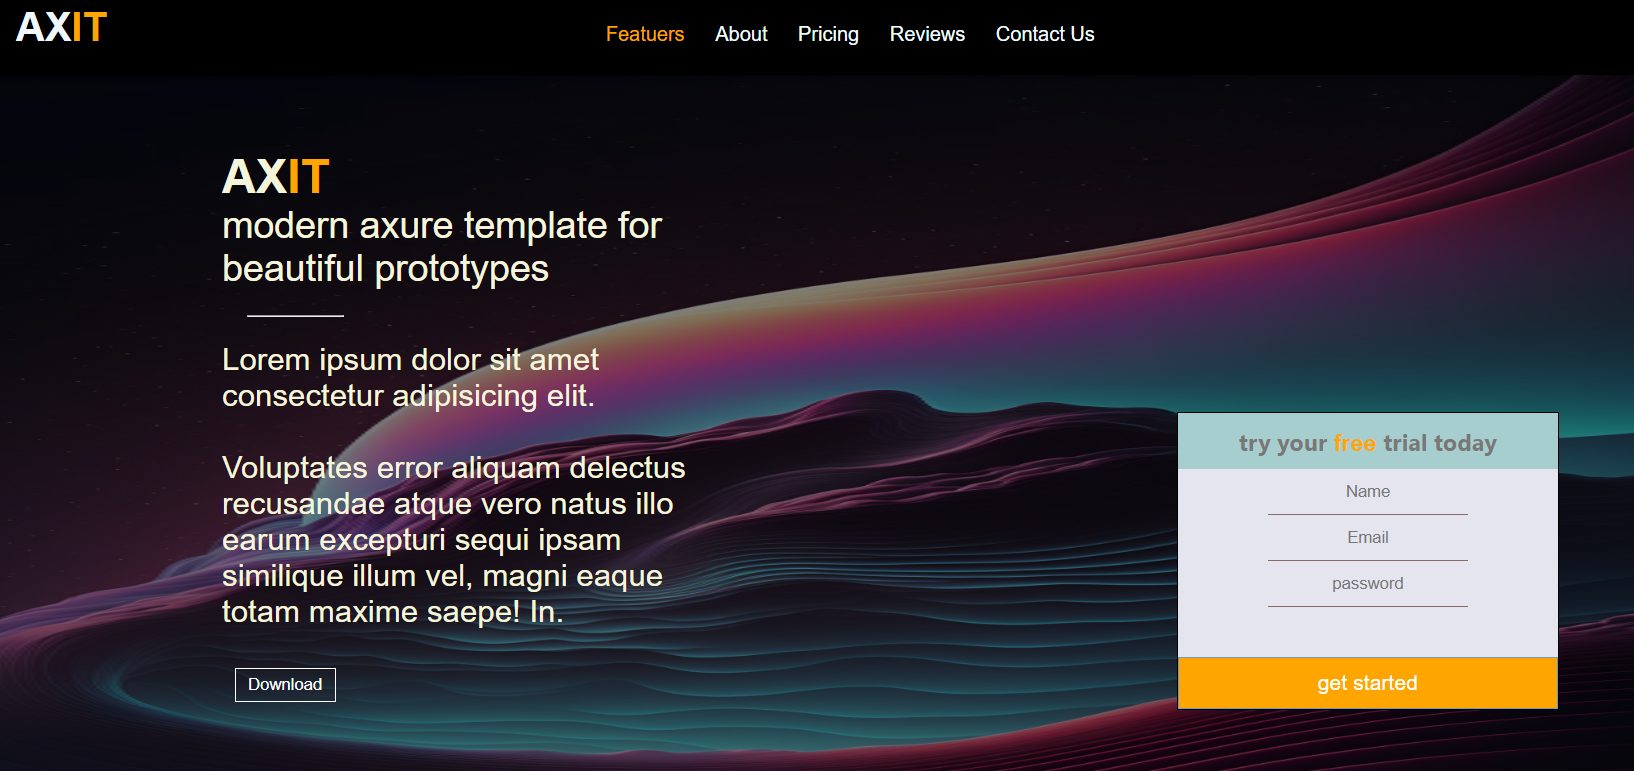 AXIT
Featuers About Pricing Reviews Contact Us
AXIT
modern axure template for
beautiful prototypes
Lorem ipsum dolor sit amet
consectetur adipisicing elit.
Voluptates error aliquam delectus
recusandae atque vero natus illo
earum excepturi sequi ipsam
similique illum vel, magni eaque
totam maxime saepe! In.
Download
try your free trial today
Name
Email
password
get started